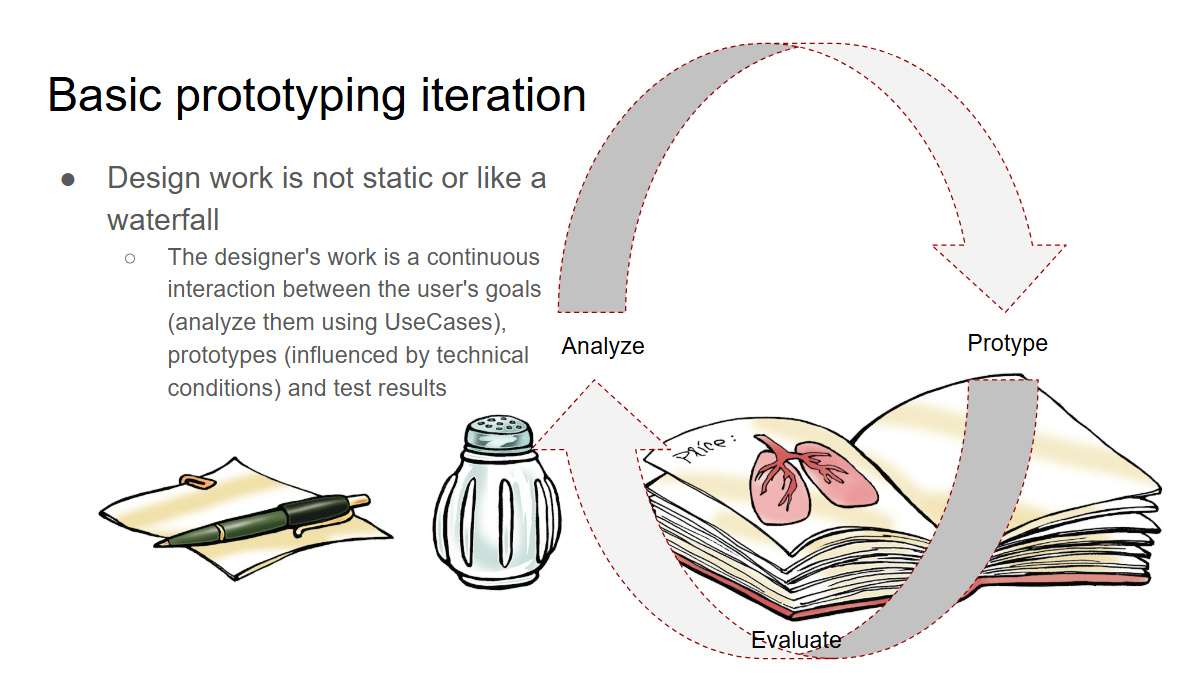 Basic prototyping iteration
● Design work is not static or like a
waterfall
○ The designer's work is a continuous
interaction between the user's goals
(analyze them using UseCases),
prototypes (influenced by technical
conditions) and test results
Analyze
Protype
Price:
Evaluate